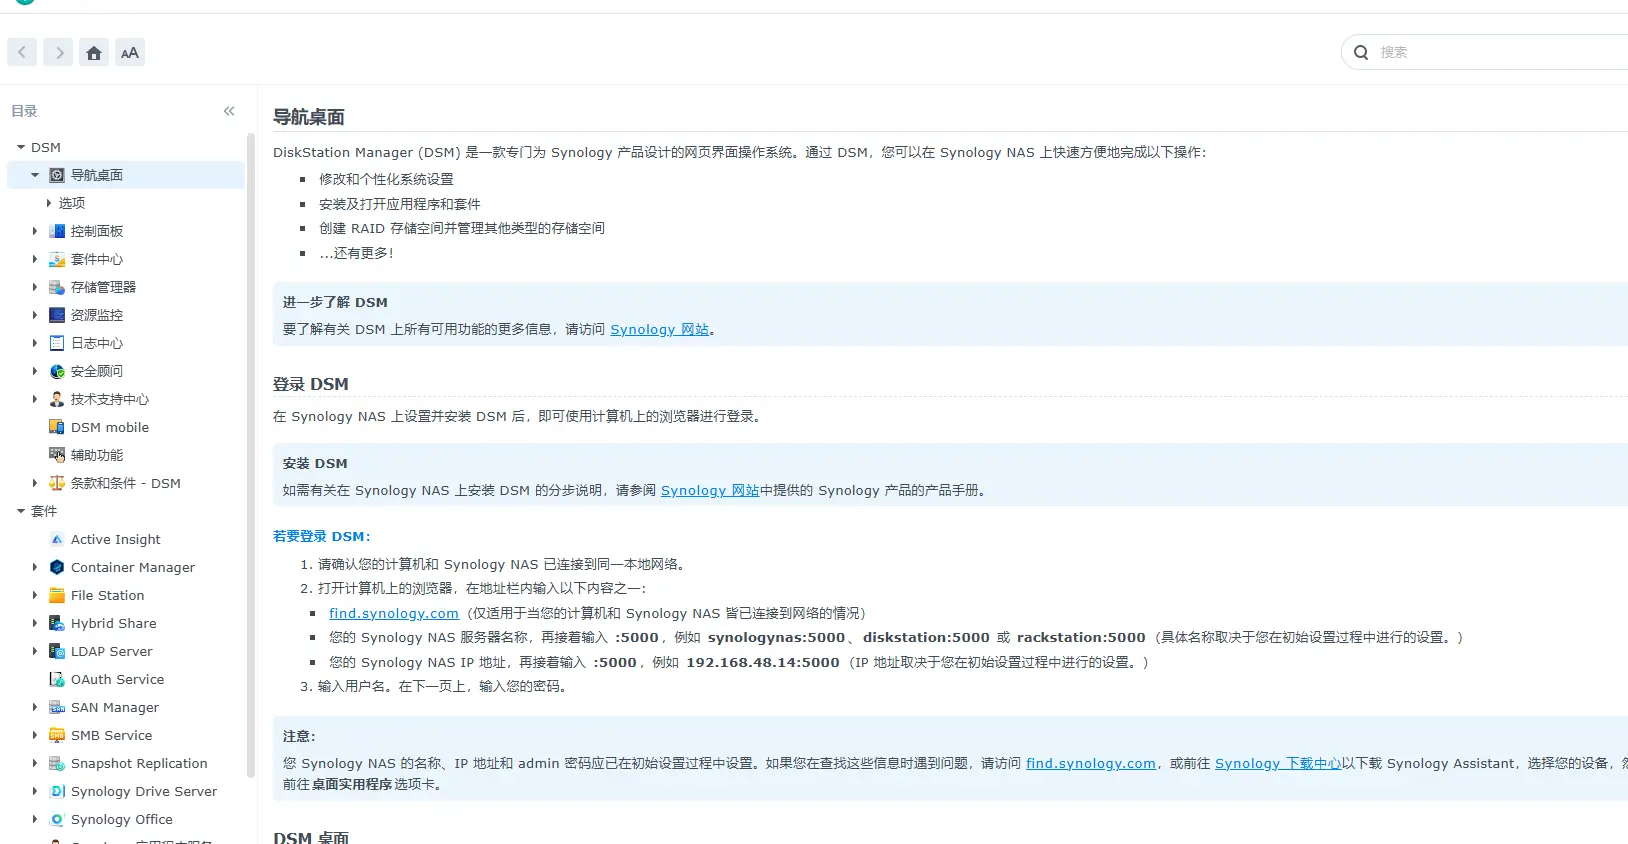 AA
搜索
目录
DSM
导航桌面
选项
控制面板
套件中心
存储管理器
资源监控
日志中心
安全顾问
技术支持中心
DSM mobile
辅助功能
条款和条件 - DSM
套件
Active Insight
Container Manager
File Station
Hybrid Share
LDAP Server
OAuth Service
SAN Manager
SMB Service
Snapshot Replication
Synology Drive Server
Synology Office
导航桌面
DiskStation Manager (DSM) 是一款专门为 Synology 产品设计的网页界面操作系统。通过 DSM，您可以在 Synology NAS 上快速方便地完成以下操作：
修改和个性化系统设置
安装及打开应用程序和套件
创建 RAID 存储空间并管理其他类型的存储空间
...还有更多！
进一步了解 DSM
要了解有关 DSM 上所有可用功能的更多信息，请访问 Synology 网站。
登录 DSM
在 Synology NAS 上设置并安装 DSM 后，即可使用计算机上的浏览器进行登录。
安装 DSM
如需有关在 Synology NAS 上安装 DSM 的分步说明，请参阅 Synology 网站中提供的 Synology 产品的产品手册。
若要登录 DSM：
1. 请确认您的计算机和 Synology NAS 已连接到同一本地网络。
2. 打开计算机上的浏览器，在地址栏内输入以下内容之一：
find.synology.com（仅适用于当您的计算机和 Synology NAS 皆已连接到网络的情况）
您的 Synology NAS 服务器名称，再接着输入 :5000，例如 synologynas:5000、diskstation:5000 或 rackstation:5000（具体名称取决于您在初始设置过程中进行的设置。）
您的 Synology NAS IP 地址，再接着输入 :5000，例如 192.168.48.14:5000（IP 地址取决于您在初始设置过程中进行的设置。）
3. 输入用户名。在下一页上，输入您的密码。
注意：
您 Synology NAS 的名称、IP 地址和 admin 密码应已在初始设置过程中设置。如果您在查找这些信息时遇到问题，请访问 find.synology.com，或前往 Synology 下载中心以下载 Synology Assistant，选择您的设备，
前往桌面实用程序选项卡。
DSM 桌面